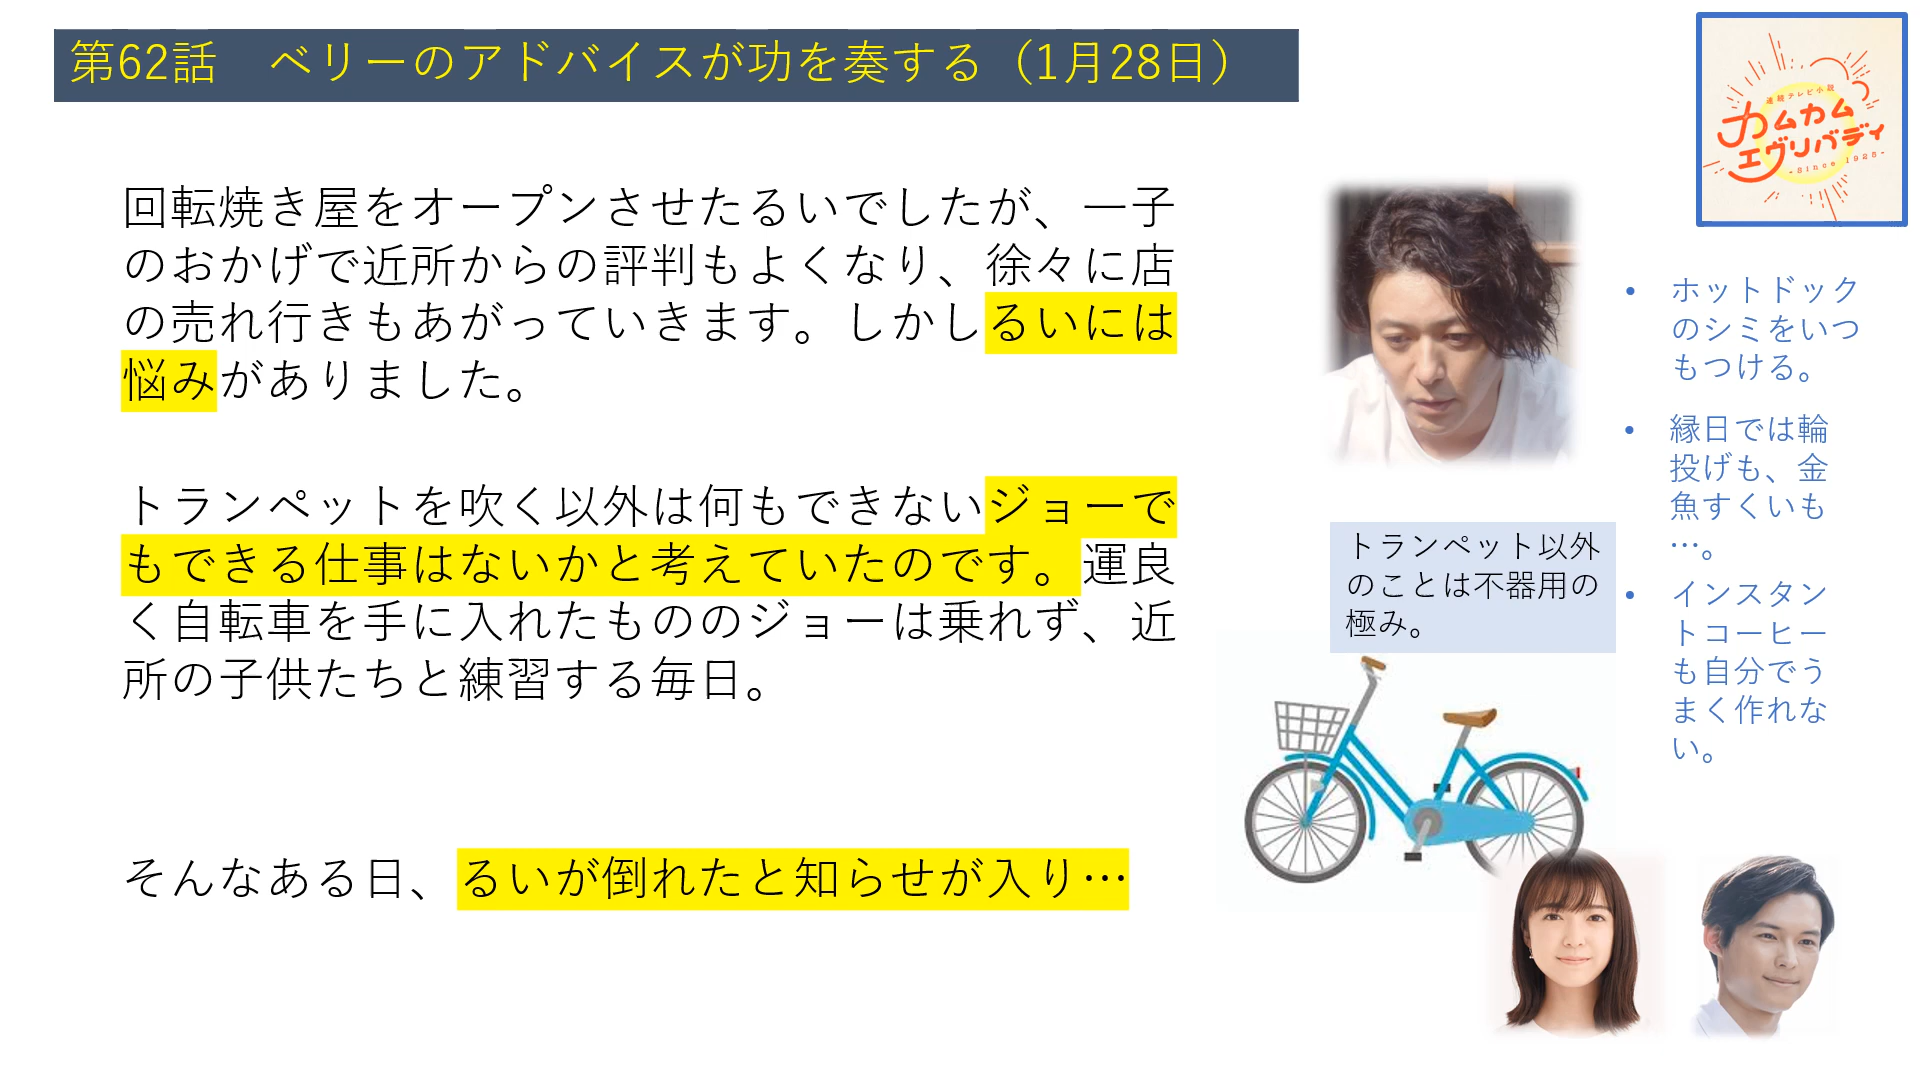 第62話　ベリーのアドバイスが功を奏する（1月28日）
連続テレビ小説
カムカム
エヴリバディ
-Since 1925-
回転焼き屋をオープンさせたるいでしたが、一子
のおかげで近所からの評判もよくなり、徐々に店
の売れ行きもあがっていきます。しかしるいには
悩みがありました。
トランペットを吹く以外は何もできないジョーで
もできる仕事はないかと考えていたのです。運良
く自転車を手に入れたもののジョーは乗れず、近
所の子供たちと練習する毎日。
そんなある日、るいが倒れたと知らせが入り…
トランペット以外
のことは不器用の
極み。
• ホットドック
のシミをいつ
もつける。
• 縁日では輪
投げも、金
魚すくいも
…。
• インスタン
トコーヒー
も自分でう
まく作れな
い。